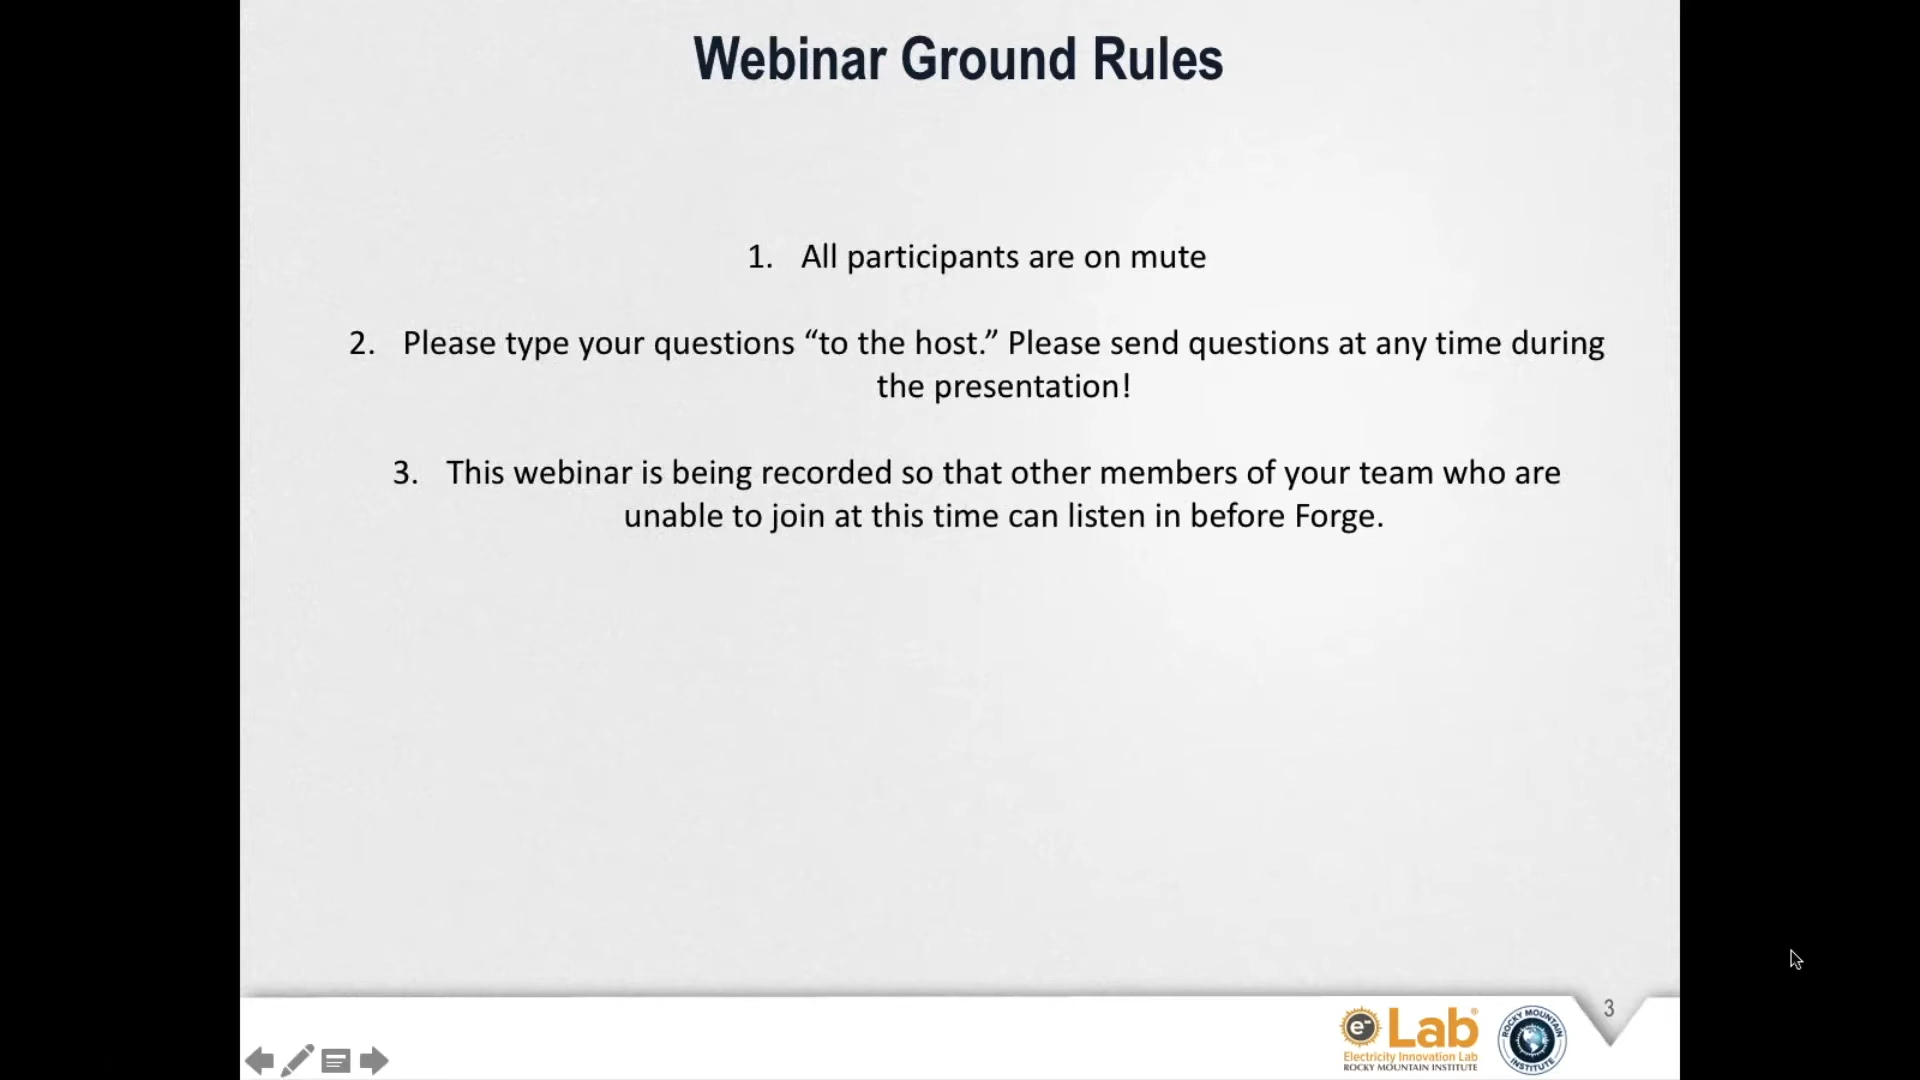 Webinar Ground Rules
1. All participants are on mute
2. Please type your questions “to the host.” Please send questions at any time during
the presentation!
3. This webinar is being recorded so that other members of your team who are
unable to join at this time can listen in before Forge.
3
e- Lab®
Electricity Innovation Lab
ROCKY MOUNTAIN INSTITUTE
ROCKY MOUNTAIN
INSTITUTE